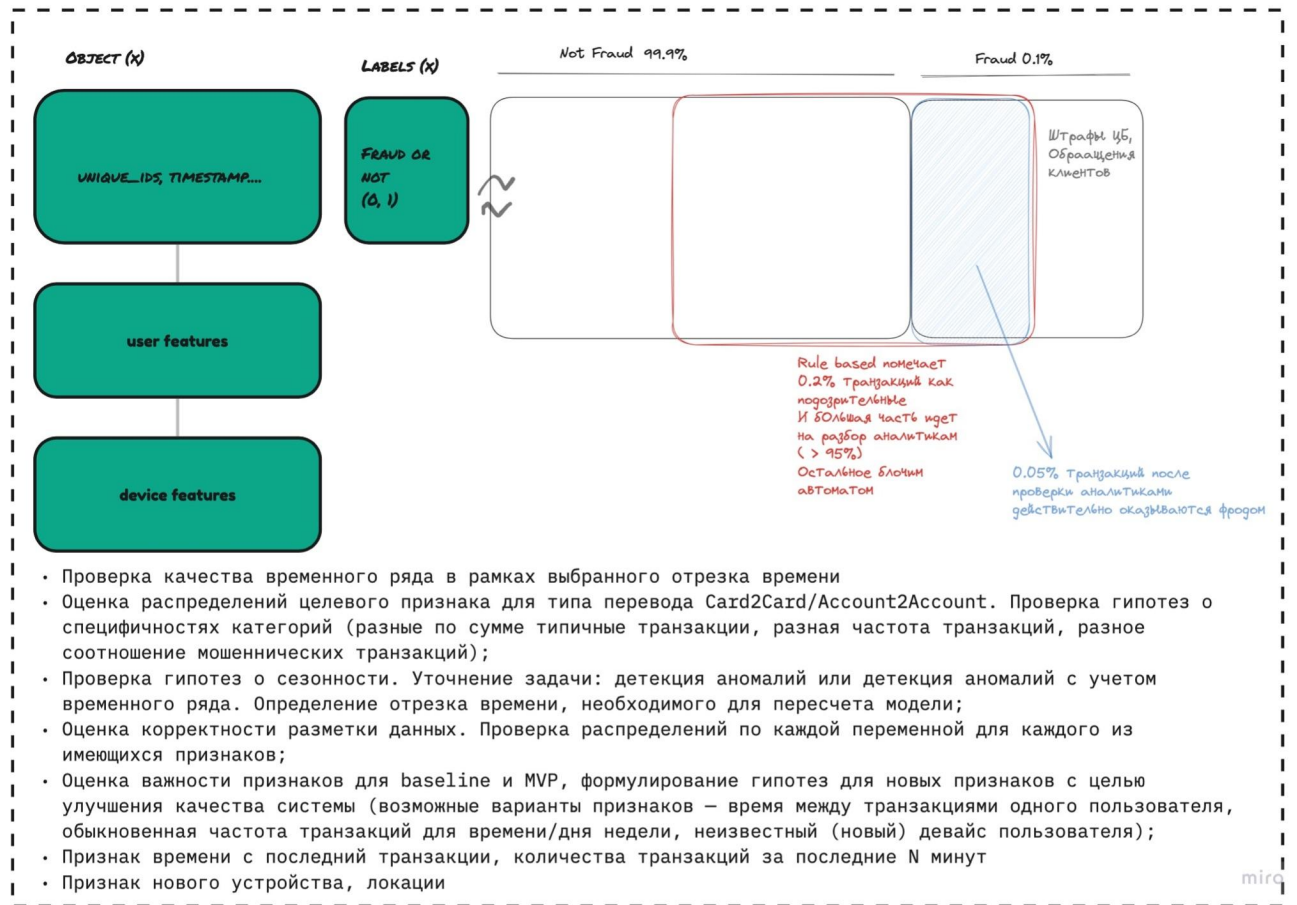 OBJECT (X)
LABELS (X)
Not Fraud 99.9%
Fraud 0.1%
UNIQUE_IDS, TIMESTAMP....
FRAUD OR
NOT
(0, 1)
Штрафы ЦБ,
Обраащения
клиентов
user features
device features
Rule based помечает
0.2% транзакций как
подозрительные
И бОльшая часть идет
на разбор аналитикам
( > 95%)
Остальное блочим
автоматом
0.05% транзакций после
проверки аналитиками
действительно оказываются фродом
• Проверка качества временного ряда в рамках выбранного отрезка времени
• Оценка распределений целевого признака для типа перевода Card2Card/Account2Account. Проверка гипотез о
специфичностях категорий (разные по сумме типичные транзакции, разная частота транзакций, разное
соотношение мошеннических транзакций);
• Проверка гипотез о сезонности. Уточнение задачи: детекция аномалий или детекция аномалий с учетом
временного ряда. Определение отрезка времени, необходимого для пересчета модели;
• Оценка корректности разметки данных. Проверка распределений по каждой переменной для каждого из
имеющихся признаков;
• Оценка важности признаков для baseline и MVP, формулирование гипотез для новых признаков с целью
улучшения качества системы (возможные варианты признаков — время между транзакциями одного пользователя,
обыкновенная частота транзакций для времени/дня недели, неизвестный (новый) девайс пользователя);
• Признак времени с последний транзакции, количества транзакций за последние N минут
• Признак нового устройства, локации
miro